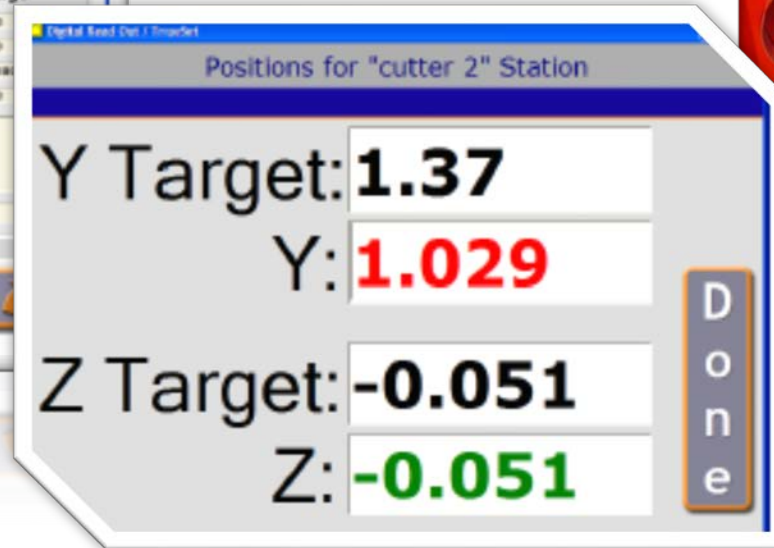 Digital Read Out / TrueSet
Positions for "cutter 2" Station
Y Target: 1.37
Y: 1.029
Z Target: -0.051
Z: -0.051
Done